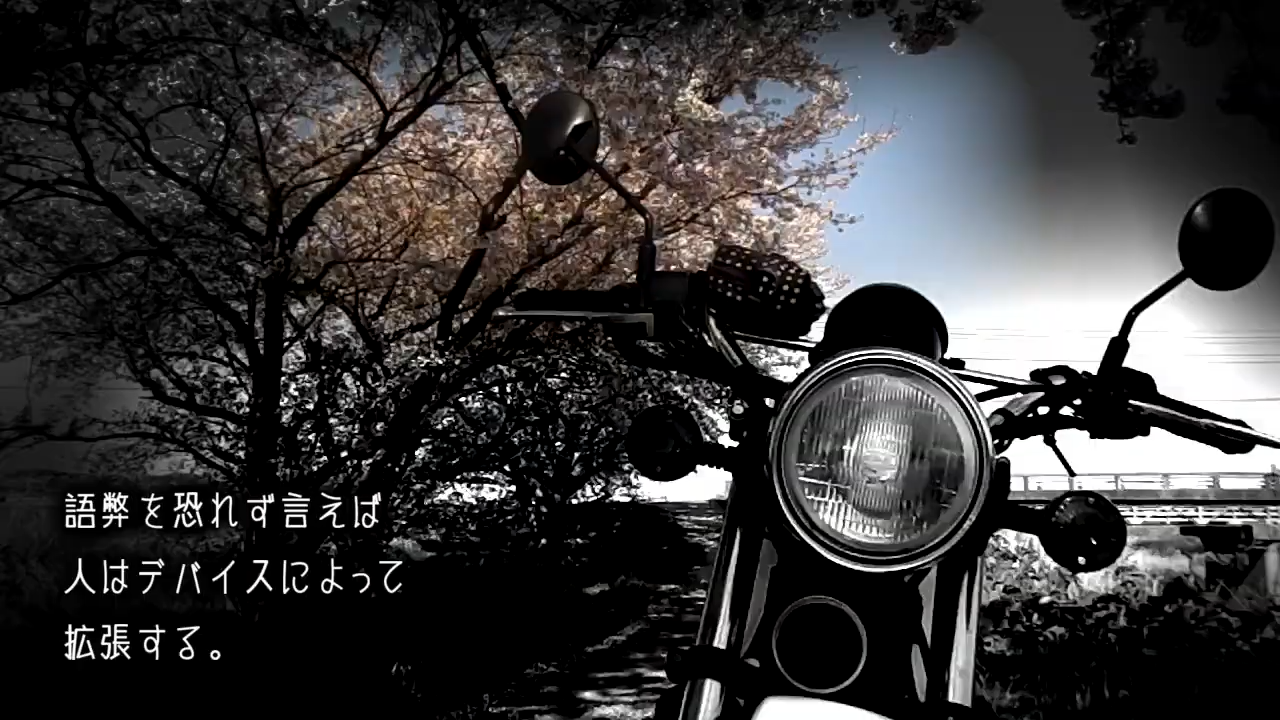 語弊を恐れず言えば
人はデバイスによって
拡張する。